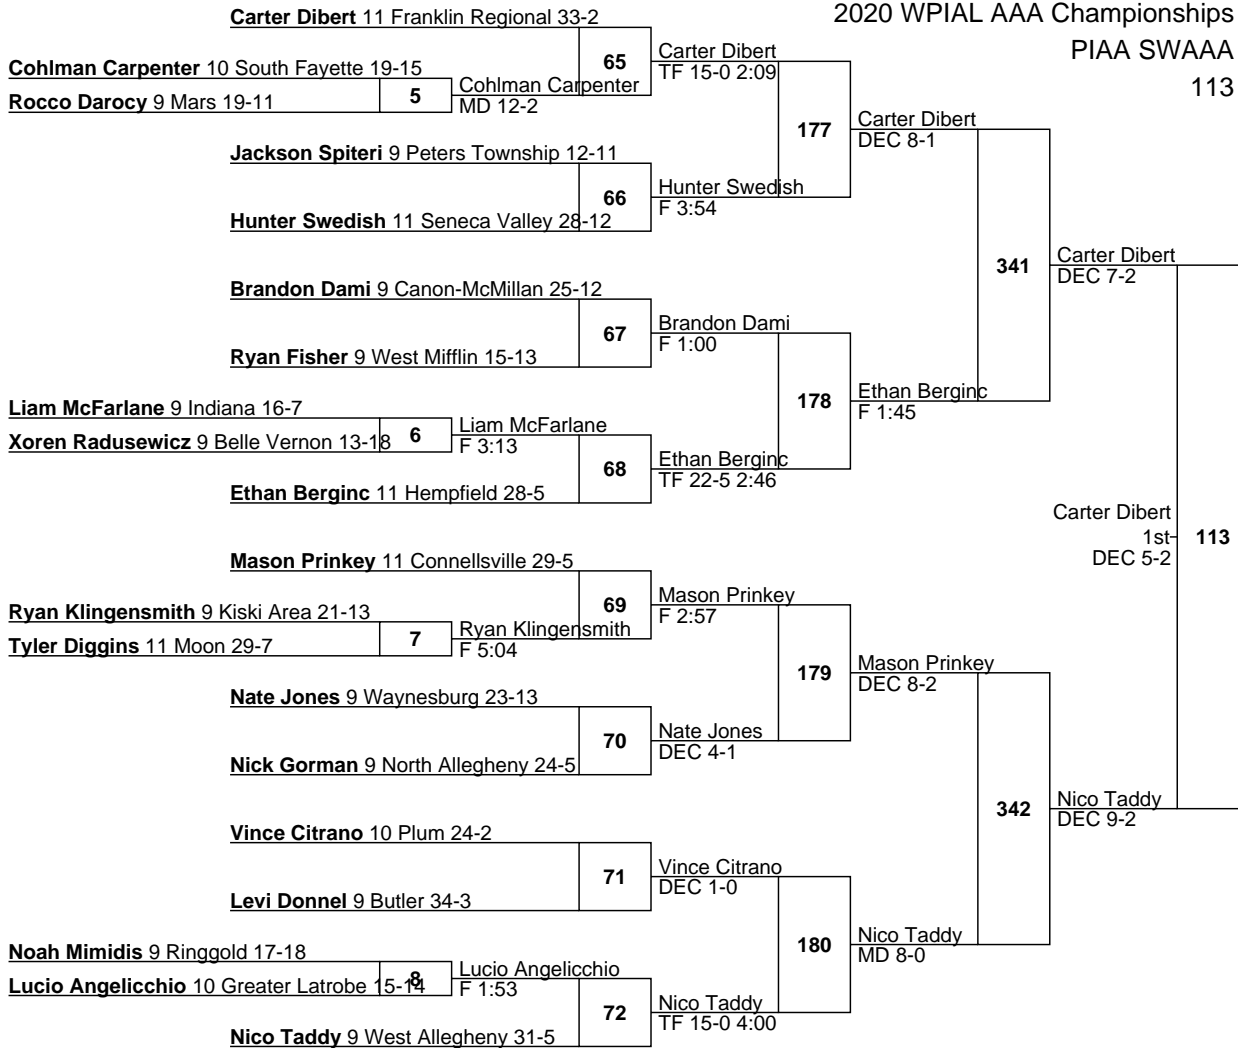 2020 WPIAL AAA Championships
PIAA SWAAA
113
Carter Dibert 11 Franklin Regional 33-2
65
Carter Dibert
TF 15-0 2:09
Cohlman Carpenter 10 South Fayette 19-15
5
Cohlman Carpenter
MD 12-2
Rocco Darocy 9 Mars 19-11
177
Carter Dibert
DEC 8-1
Jackson Spiteri 9 Peters Township 12-11
66
Hunter Swedish
F 3:54
Hunter Swedish 11 Seneca Valley 28-12
341
Carter Dibert
DEC 7-2
Brandon Dami 9 Canon-McMillan 25-12
67
Brandon Dami
F 1:00
Ryan Fisher 9 West Mifflin 15-13
178
Ethan Berginc
F 1:45
Liam McFarlane 9 Indiana 16-7
6
Liam McFarlane
F 3:13
Xoren Radusewicz 9 Belle Vernon 13-18
68
Ethan Berginc
TF 22-5 2:46
Ethan Berginc 11 Hempfield 28-5
Carter Dibert
1st
DEC 5-2
113
Mason Prinkey 11 Connellsville 29-5
69
Mason Prinkey
F 2:57
Ryan Klingensmith 9 Kiski Area 21-13
7
Ryan Klingensmith
F 5:04
Tyler Diggins 11 Moon 29-7
179
Mason Prinkey
DEC 8-2
Nate Jones 9 Waynesburg 23-13
70
Nate Jones
DEC 4-1
Nick Gorman 9 North Allegheny 24-5
342
Nico Taddy
DEC 9-2
Vince Citrano 10 Plum 24-2
71
Vince Citrano
DEC 1-0
Levi Donnel 9 Butler 34-3
180
Nico Taddy
MD 8-0
Noah Mimidis 9 Ringgold 17-18
8
Lucio Angelicchio
F 1:53
Lucio Angelicchio 10 Greater Latrobe 15-14
72
Nico Taddy
TF 15-0 4:00
Nico Taddy 9 West Allegheny 31-5